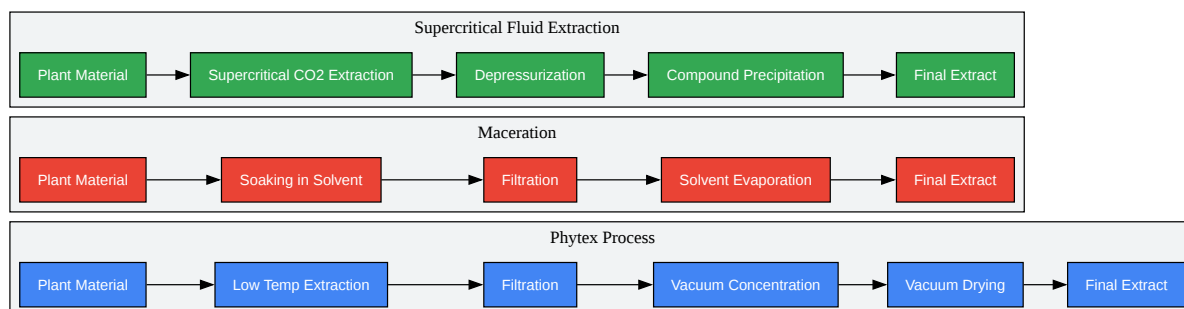 Supercritical Fluid Extraction
Plant Material
Supercritical CO2 Extraction
Depressurization
Compound Precipitation
Final Extract
Maceration
Plant Material
Soaking in Solvent
Filtration
Solvent Evaporation
Final Extract
Phytex Process
Plant Material
Low Temp Extraction
Filtration
Vacuum Concentration
Vacuum Drying
Final Extract